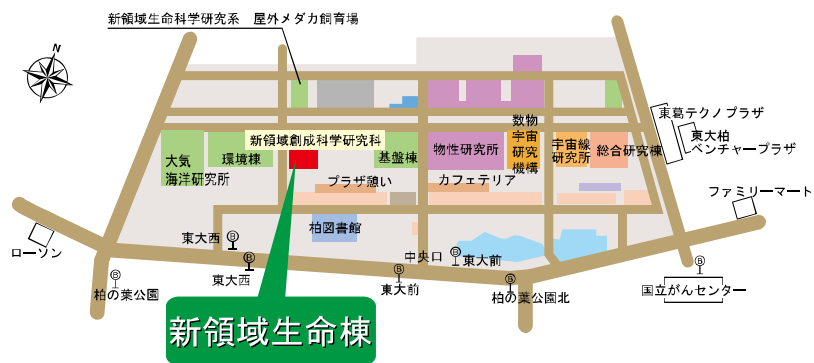 新領域生命科学研究系　屋外メダカ飼育場
N
東葛テクノプラザ
東大柏
ベンチャープラザ
新領域創成科学研究科
大気
海洋研究所
環境棟
基盤棟
物性研究所
数物
宇宙
研究
機構
宇宙線
研究所
総合研究棟
プラザ憩い
カフェテリア
ファミリーマート
ローソン
東大西
B
柏図書館
中央口
B
東大前
B
東大西
B
柏の葉公園
B
東大前
B
柏の葉公園北
B
国立がんセンター
新領域生命棟